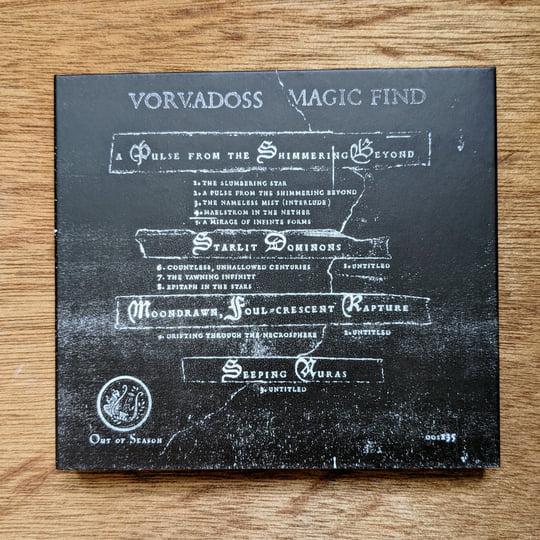 VORVADOSS MAGIC FIND
A PULSE FROM THE SHIMMERING BEYOND
1. THE SLUMBERING STAR
2. A PULSE FROM THE SHIMMERING BEYOND
3. THE NAMELESS MIST (INTERLUDE)
4. MAELSTROM IN THE NETHER
5. A MIRAGE OF INFINITE FORMS
STARLIT DOMINONS
6. COUNTLESS, UNHALLOWED CENTURIES 1. UNTITLED
7. THE YAWNING INFINITY
8. EPITAPH IN THE STARS
MOONDRAWN, FOUL-CRESCENT RAPTURE
9. DRIFTING THROUGH THE NECROSPHERE 2. UNTITLED
SEEPING AURAS
3. UNTITLED
OUT OF SEASON 001235